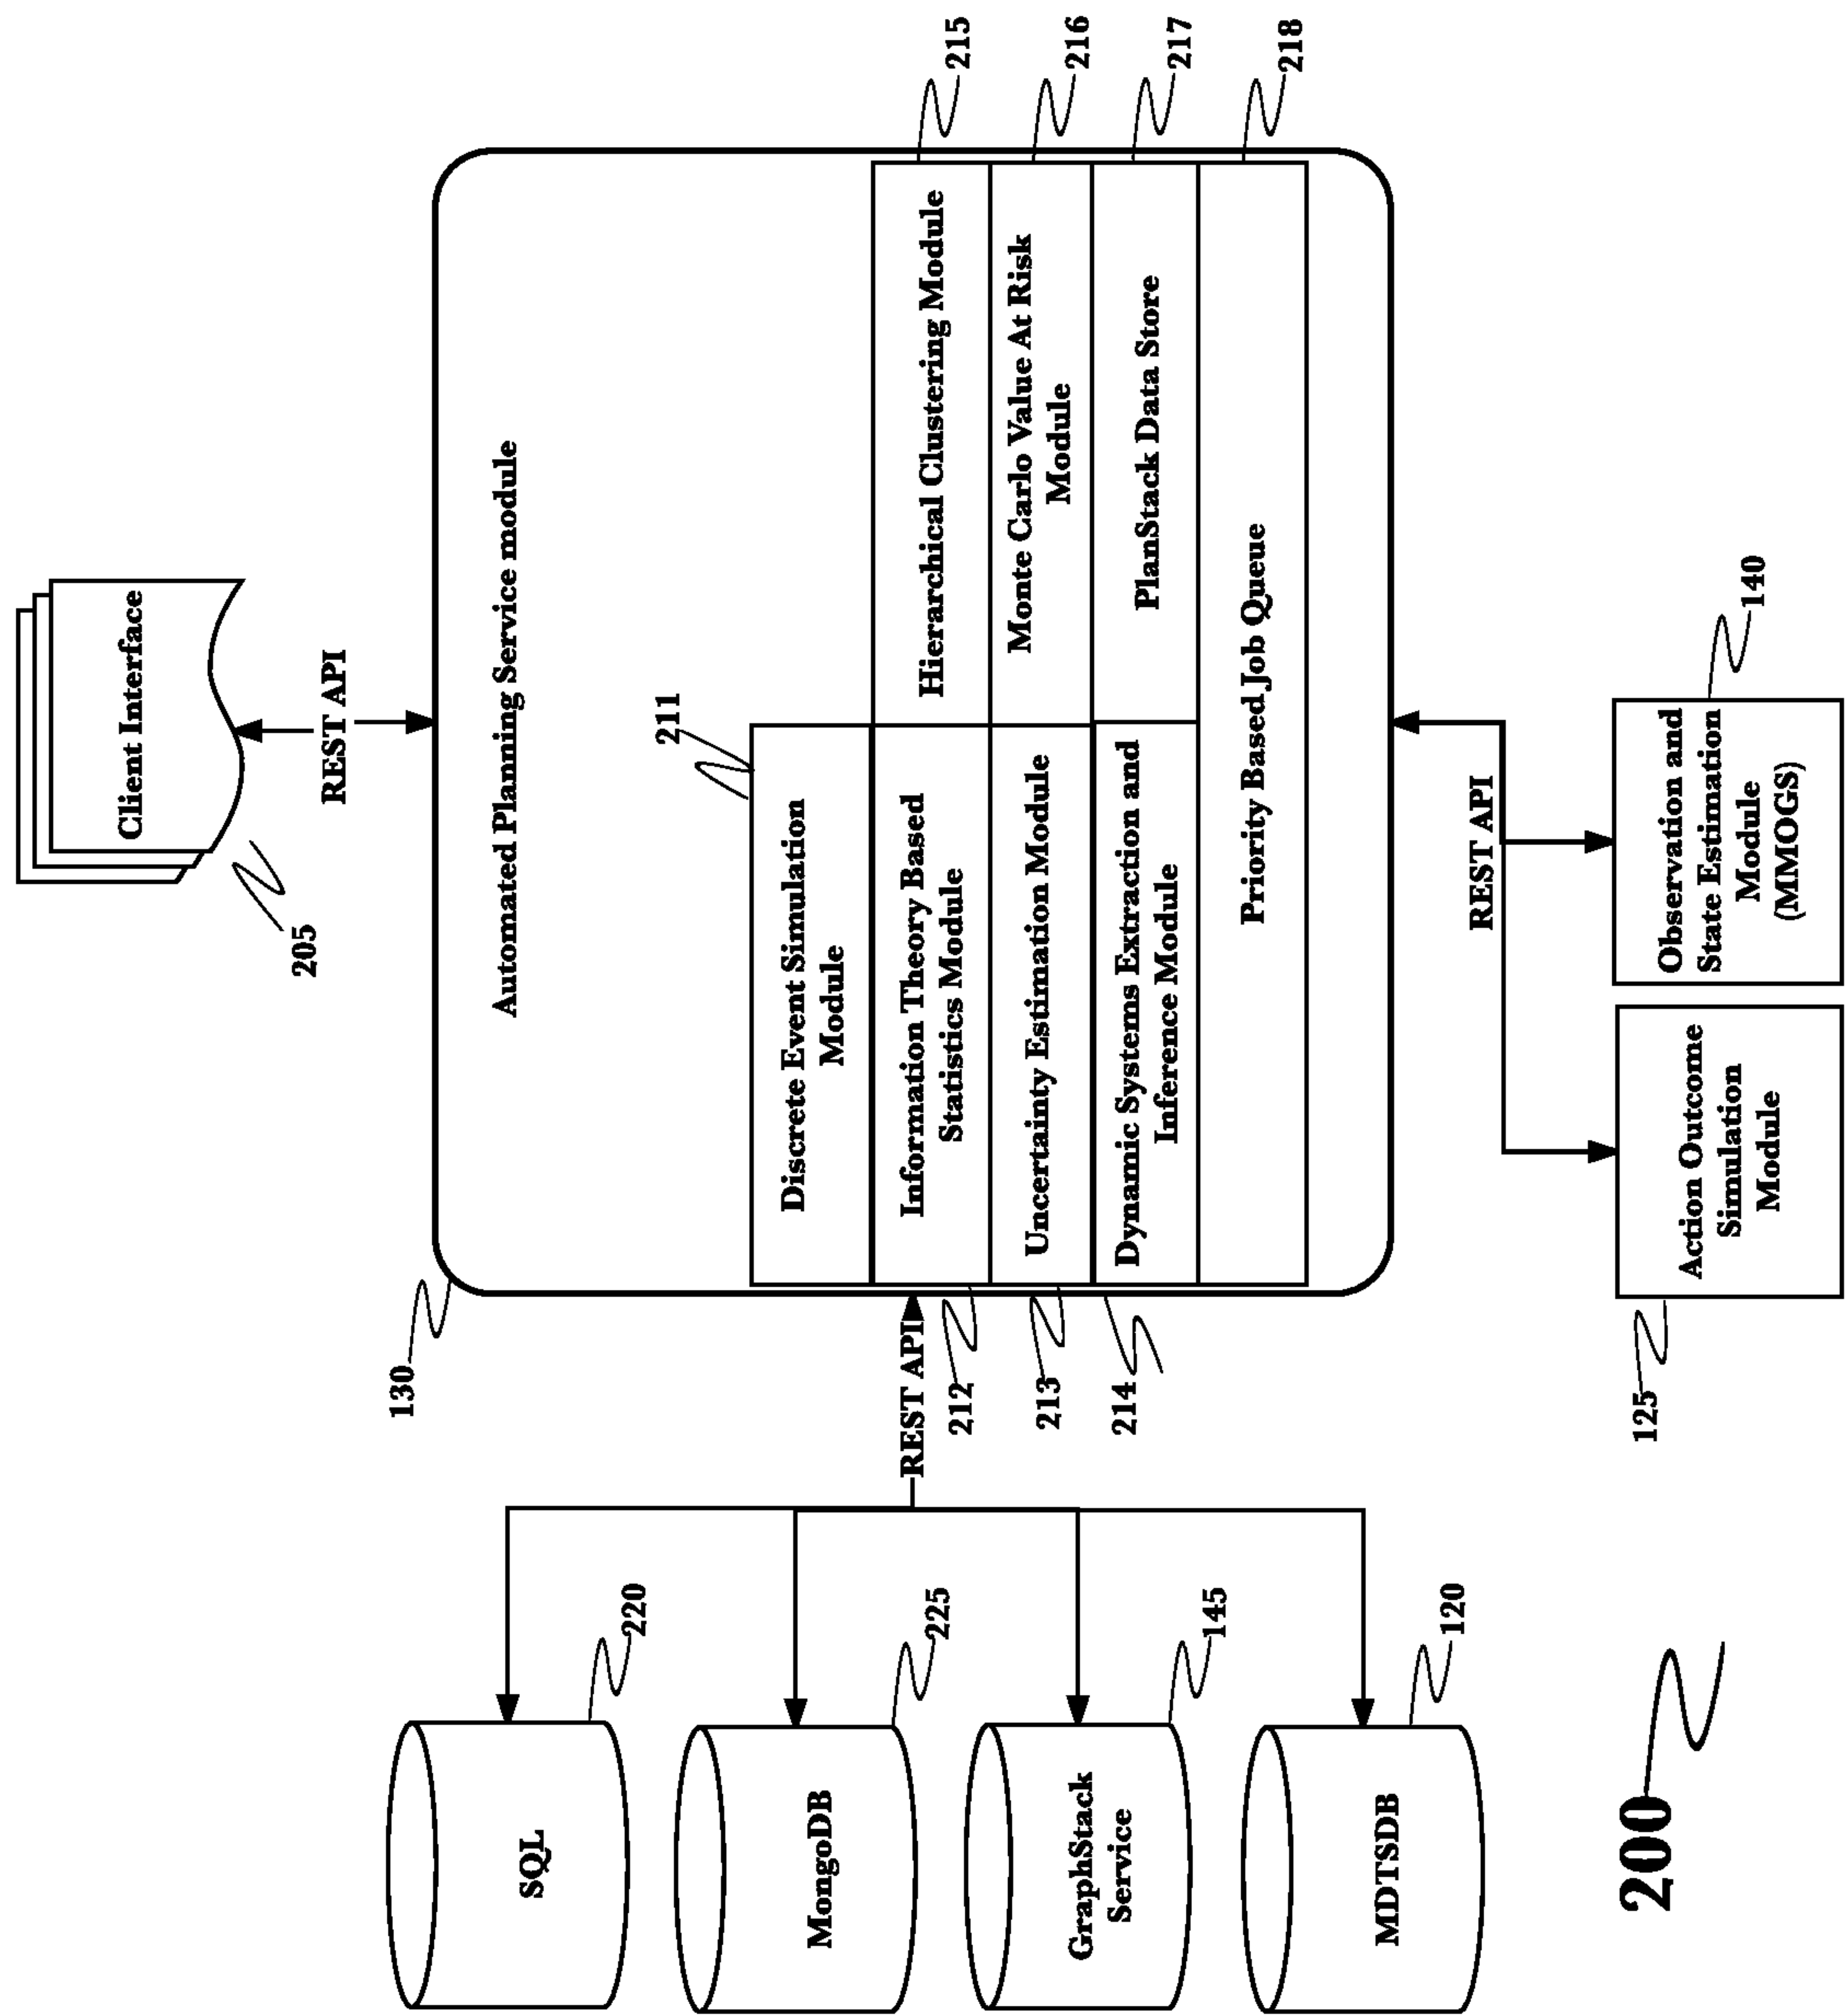 Client Interface
205
REST API
130
Automated Planning Service module
211
Discrete Event Simulation
Module
Information Theory Based
Statistics Module
Hierarchical Clustering Module
215
212
Uncertainty Estimation Module
Monte Carlo Value At Risk
Module
216
213
Dynamic Systems Extraction and
Inference Module
PlanStack Data Store
217
214
Priority Based Job Queue
218
REST API
SQL
220
MongoDB
225
GraphStack
Service
145
MDTSDB
120
REST API
Action Outcome
Simulation
Module
125
Observation and
State Estimation
Module
(MMOGS)
140
200